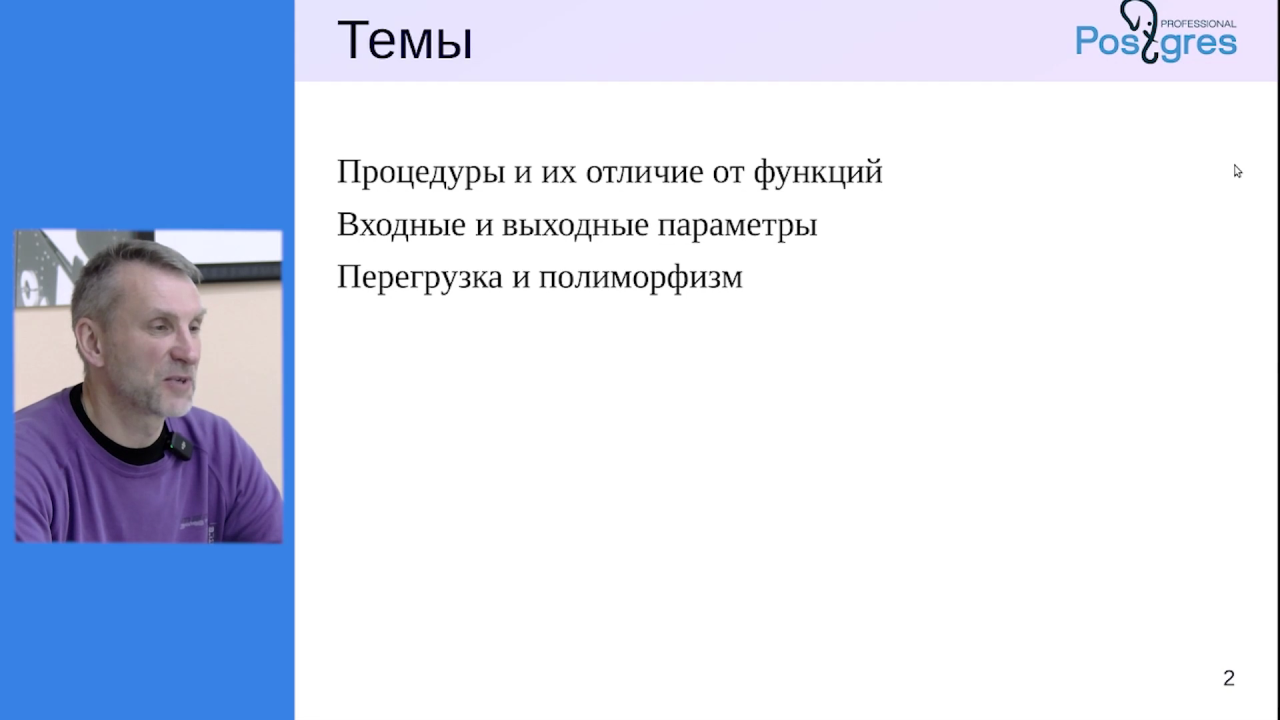 Темы
PROFESSIONAL
Postgres
Процедуры и их отличие от функций
Входные и выходные параметры
Перегрузка и полиморфизм
2